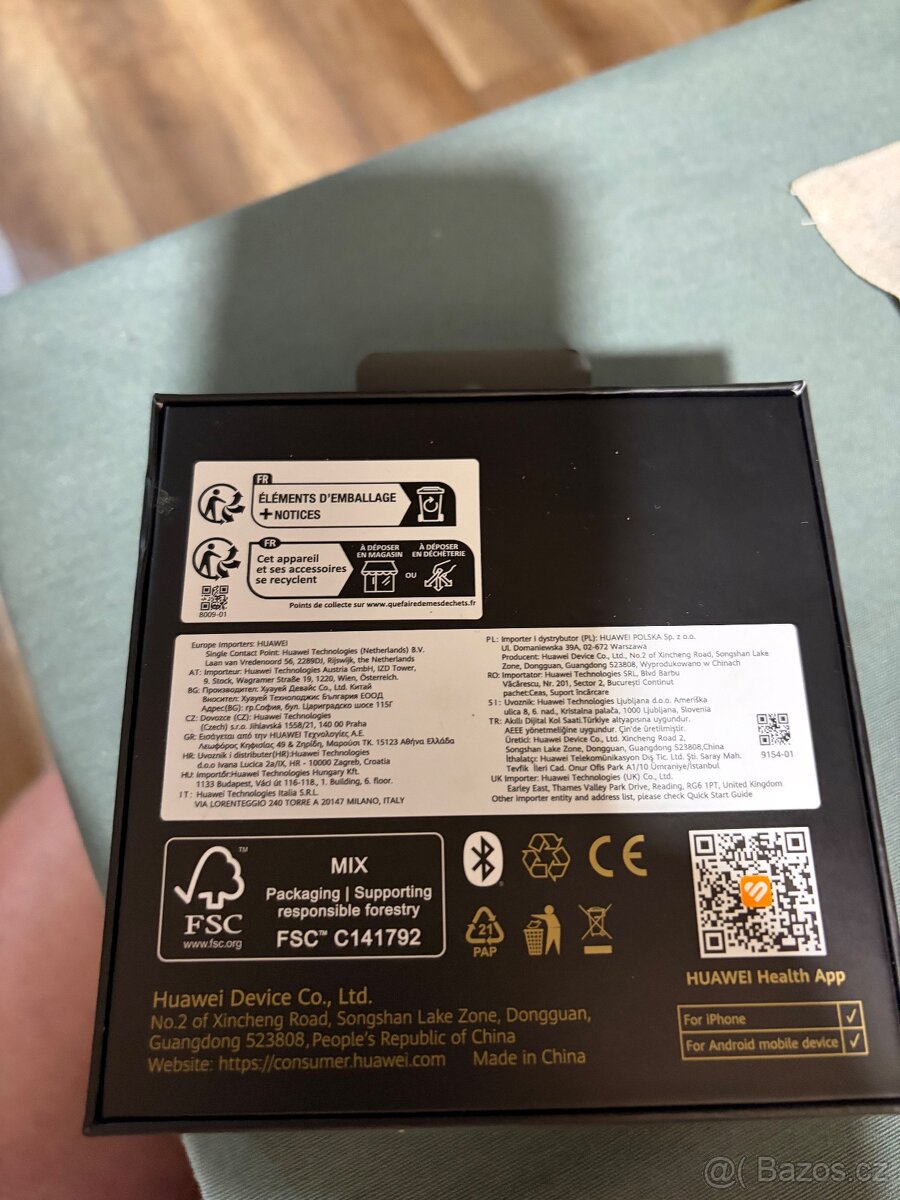 FR
ÉLÉMENTS D'EMBALLAGE
+ NOTICES
FR
Cet appareil
et ses accessoires
se recyclent
À DÉPOSER
EN MAGASIN
OU
À DÉPOSER
EN DÉCHÈTERIE
8009-01
Points de collecte sur www.quefairedemesdechets.fr
Europe Importers: HUAWEI
Single Contact Point: Huawei Technologies (Netherlands) B.V.
Laan van Vredenoord 56, 2289DJ, Rijswijk, the Netherlands
AT: Importeur: Huawei Technologies Austria GmbH, IZD Tower,
9. Stock, Wagramer Straße 19, 1220, Wien, Österreich.
BG: Производител: Хуауей Девайс Со., Ltd. Китай
Вносител: Хуауей Технолоджис България ЕООД
Адрес(BG): гр.София, бул. Цариградско шосе 115Г
CZ: Dovozce (CZ): Huawei Technologies
(Czech) s.r.o. Jihlavská 1558/21, 140 00 Praha
GR: Εισάγεται από την HUAWEI Τεχνολογίες Α.Ε.
Λεωφόρος Κηφισίας 49 & Ζηρίδη, Μαρούσι ΤΚ. 15123 Αθήνα Ελλάδα
HR: Uvoznik i distributer(HR):Huawei Technologies
d.o.o Ivana Lucica 2a/IX, HR - 10000 Zagreb, Croatia
HU: Importőr:Huawei Technologies Hungary Kft.
1133 Budapest, Váci út 116-118., 1. Building, 6. floor.
IT: Huawei Technologies Italia S.R.L.
VIA LORENTEGGIO 240 TORRE A 20147 MILANO, ITALY
PL: Importer i dystrybutor (PL): HUAWEI POLSKA Sp. z o.o.
Ul. Domaniewska 39A, 02-672 Warszawa
Producent: Huawei Device Co., Ltd., No.2 of Xincheng Road, Songshan Lake
Zone, Dongguan, Guangdong 523808, Wyprodukowano w Chinach
RO: Importator: Huawei Technologies SRL, Blvd Barbu
Văcărescu, Nr. 201, Sector 2, București Continut
pachet:Ceas, Suport încărcare
SI: Uvoznik: Huawei Technologies Ljubljana d.o.o. Ameriška
ulica 8, 6. nad., Kristalna palača, 1000 Ljubljana, Slovenia
TR: Akıllı Dijital Kol Saati.Türkiye altyapısına uygundur.
AEEE yönetmeliğine uygundur. Çin'de Üretilmiştir.
Üretici: Huawei Device Co., Ltd. Xincheng Road 2,
Songshan Lake Zone, Dongguan, Guangdong 523808,China
İthalatçı: Huawei Telekomünikasyon Dış Tic. Ltd. Şti. Saray Mah.
Tevfik. İleri Cad. Onur Ofis Park A1/10 Ümraniye/İstanbul
9154-01
UK Importer: Huawei Technologies (UK) Co., Ltd.
Earley East, Thames Valley Park Drive, Reading, RG6 1PT, United Kingdom
Other importer entity and address list, please check Quick Start Guide
TM
FSC
www.fsc.org
MIX
Packaging | Supporting
responsible forestry
FSC™ C141792
CE
21
PAP
HUAWEI Health App
For iPhone ✓
For Android mobile device ✓
Huawei Device Co., Ltd.
No.2 of Xincheng Road, Songshan Lake Zone, Dongguan,
Guangdong 523808, People's Republic of China
Website: https://consumer.huawei.com Made in China
@( Bazos.cz